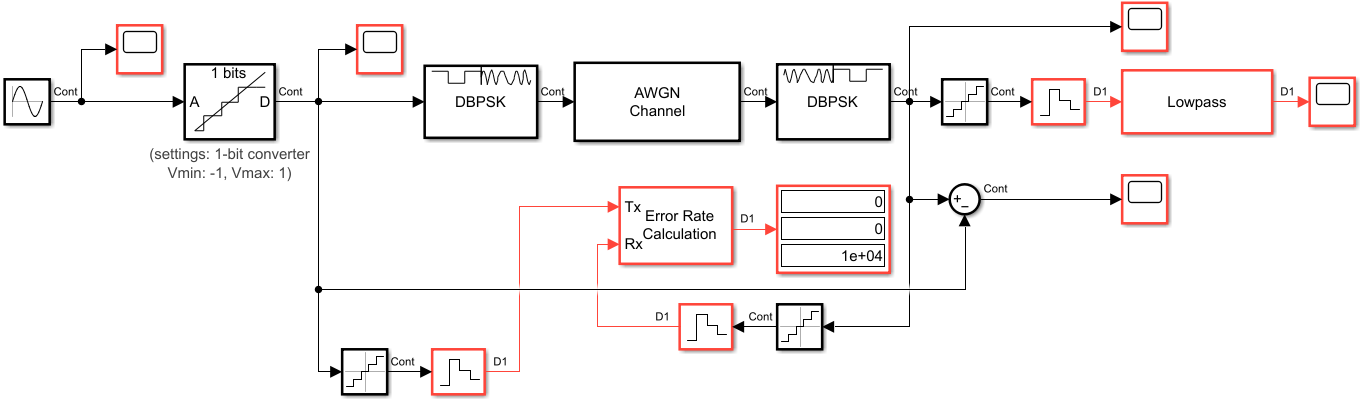 1 bits
A
D
Cont
Cont
(settings: 1-bit converter
Vmin: -1, Vmax: 1)
DBPSK
Cont
AWGN
Channel
Cont
DBPSK
Cont
Cont
D1
Lowpass
D1
Tx
Rx
Error Rate
Calculation
D1
0
0
1e+04
+
−
Cont
D1
Cont
Cont
D1